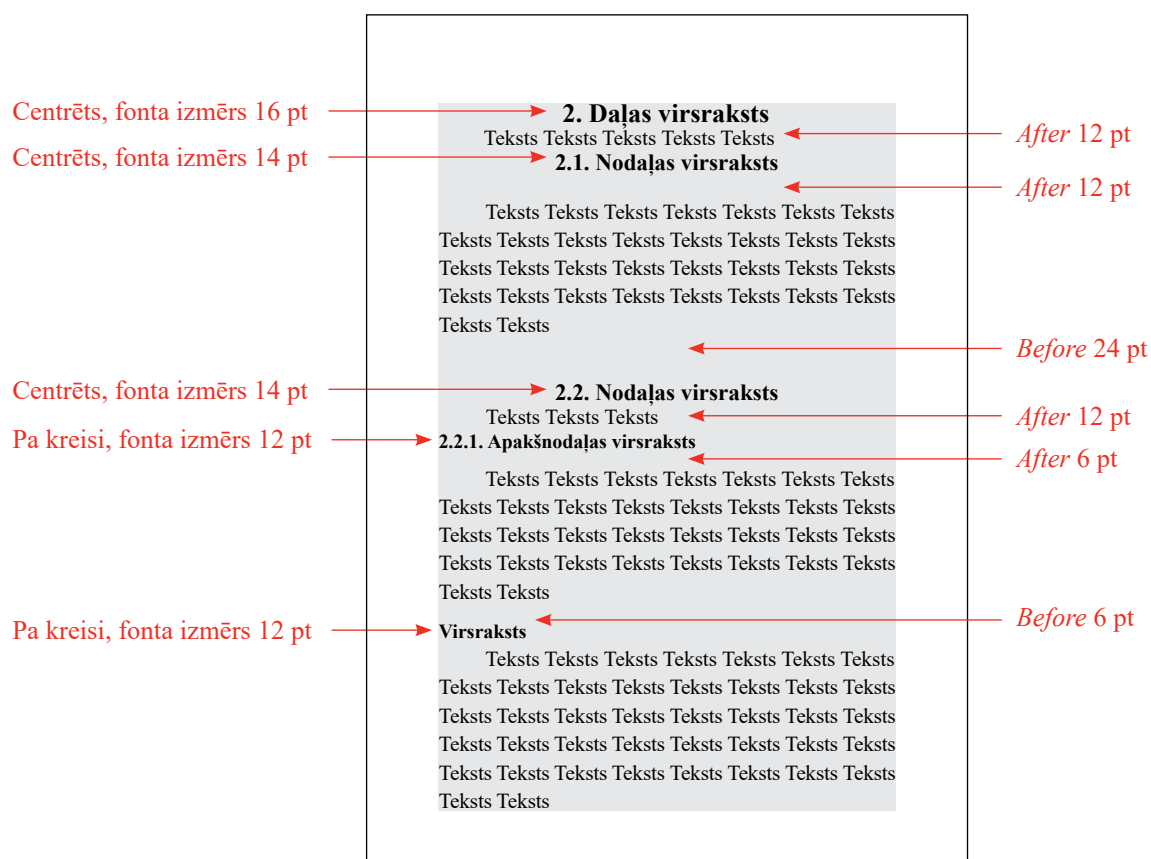 Centrēts, fonta izmērs 16 pt
2. Daļas virsraksts
Teksts Teksts Teksts Teksts Teksts
After 12 pt
Centrēts, fonta izmērs 14 pt
2.1. Nodaļas virsraksts
After 12 pt
Teksts Teksts Teksts Teksts Teksts Teksts Teksts
Teksts Teksts Teksts Teksts Teksts Teksts Teksts Teksts
Teksts Teksts Teksts Teksts Teksts Teksts Teksts Teksts
Teksts Teksts Teksts Teksts Teksts Teksts Teksts Teksts
Teksts Teksts
Before 24 pt
Centrēts, fonta izmērs 14 pt
2.2. Nodaļas virsraksts
Teksts Teksts Teksts
After 12 pt
Pa kreisi, fonta izmērs 12 pt
2.2.1. Apakšnodaļas virsraksts
After 6 pt
Teksts Teksts Teksts Teksts Teksts Teksts Teksts
Teksts Teksts Teksts Teksts Teksts Teksts Teksts Teksts
Teksts Teksts Teksts Teksts Teksts Teksts Teksts Teksts
Teksts Teksts Teksts Teksts Teksts Teksts Teksts Teksts
Teksts Teksts
Before 6 pt
Pa kreisi, fonta izmērs 12 pt
Virsraksts
Teksts Teksts Teksts Teksts Teksts Teksts Teksts
Teksts Teksts Teksts Teksts Teksts Teksts Teksts Teksts
Teksts Teksts Teksts Teksts Teksts Teksts Teksts Teksts
Teksts Teksts Teksts Teksts Teksts Teksts Teksts Teksts
Teksts Teksts Teksts Teksts Teksts Teksts Teksts Teksts
Teksts Teksts